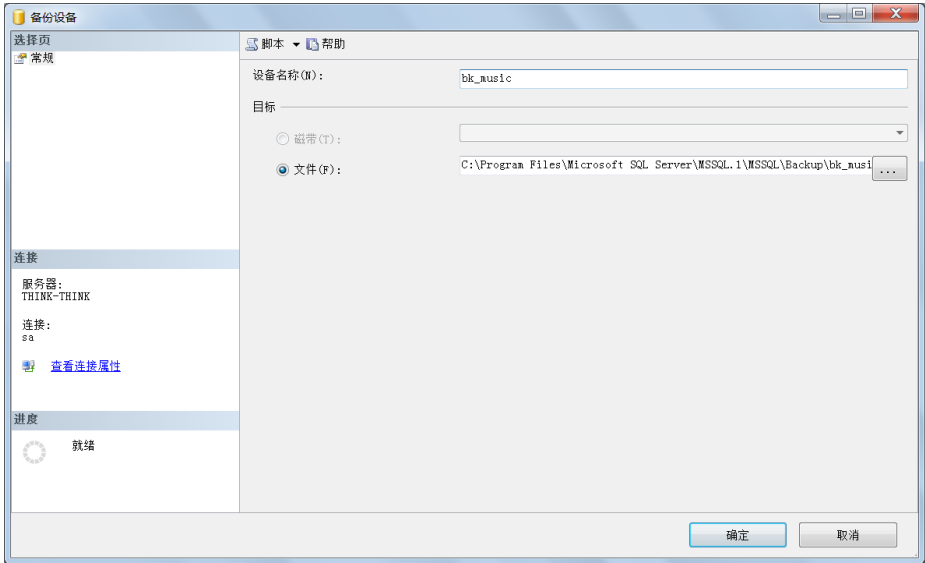 备份设备
选择页
常规
脚本 帮助
设备名称(N):
bk_music
目标
磁带(T):
文件(F):
C:\Program Files\Microsoft SQL Server\MSSQL.1\MSSQL\Backup\bk_musi
...
连接
服务器:
THINK-THINK
连接:
sa
查看连接属性
进度
就绪
确定
取消